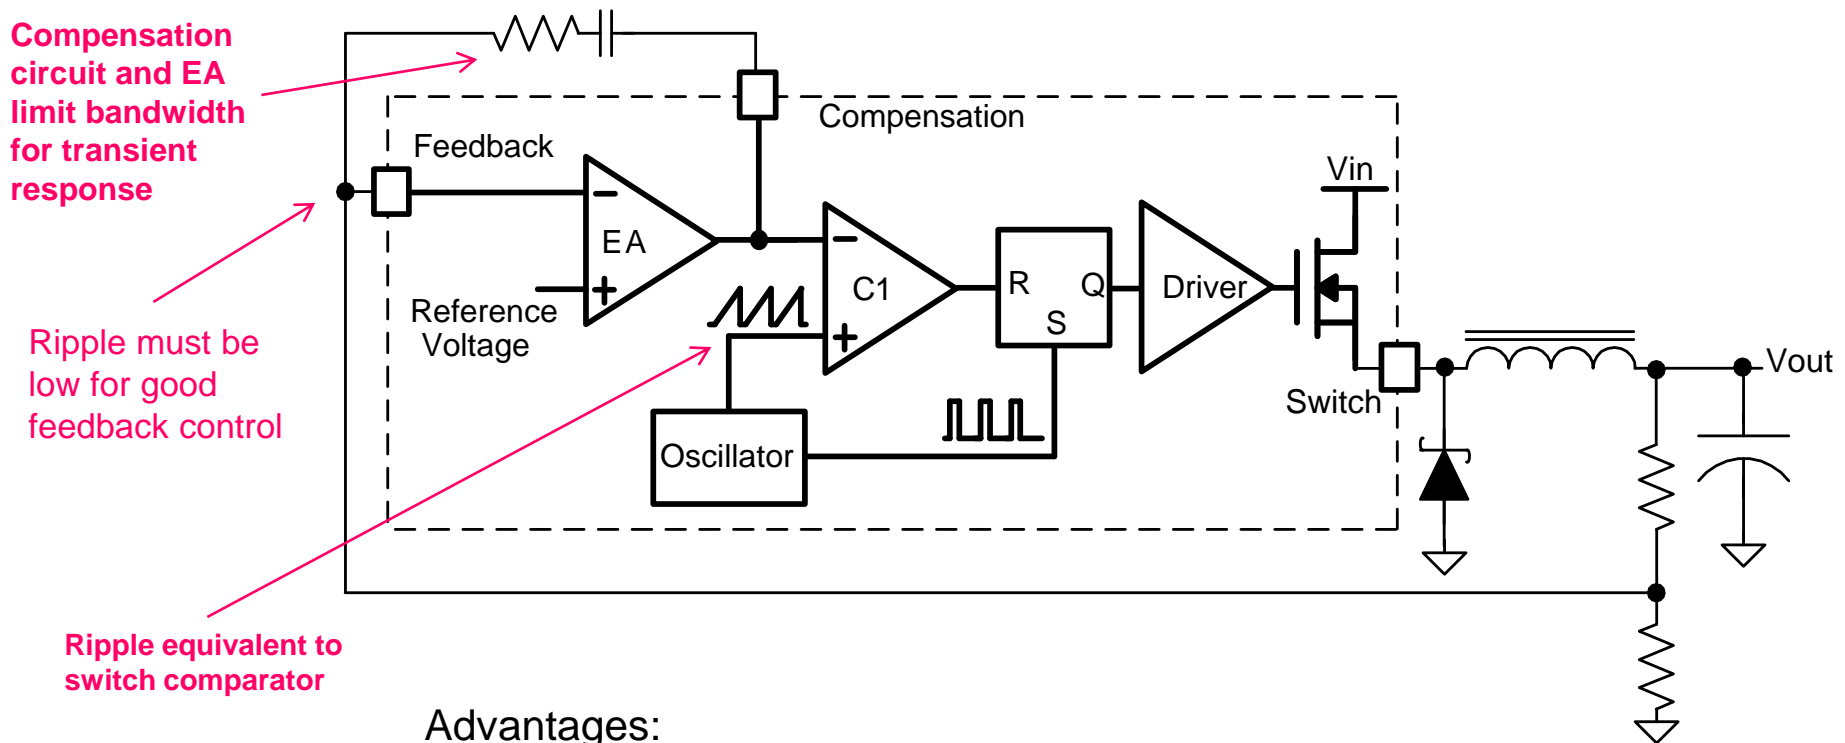 Compensation
circuit and EA
limit bandwidth
for transient
response
Compensation
Feedback
Vin
EA
C1
R
Q
S
Driver
Reference
Voltage
Ripple must be
low for good
feedback control
Vout
Switch
Oscillator
Ripple equivalent to
switch comparator
Advantages: